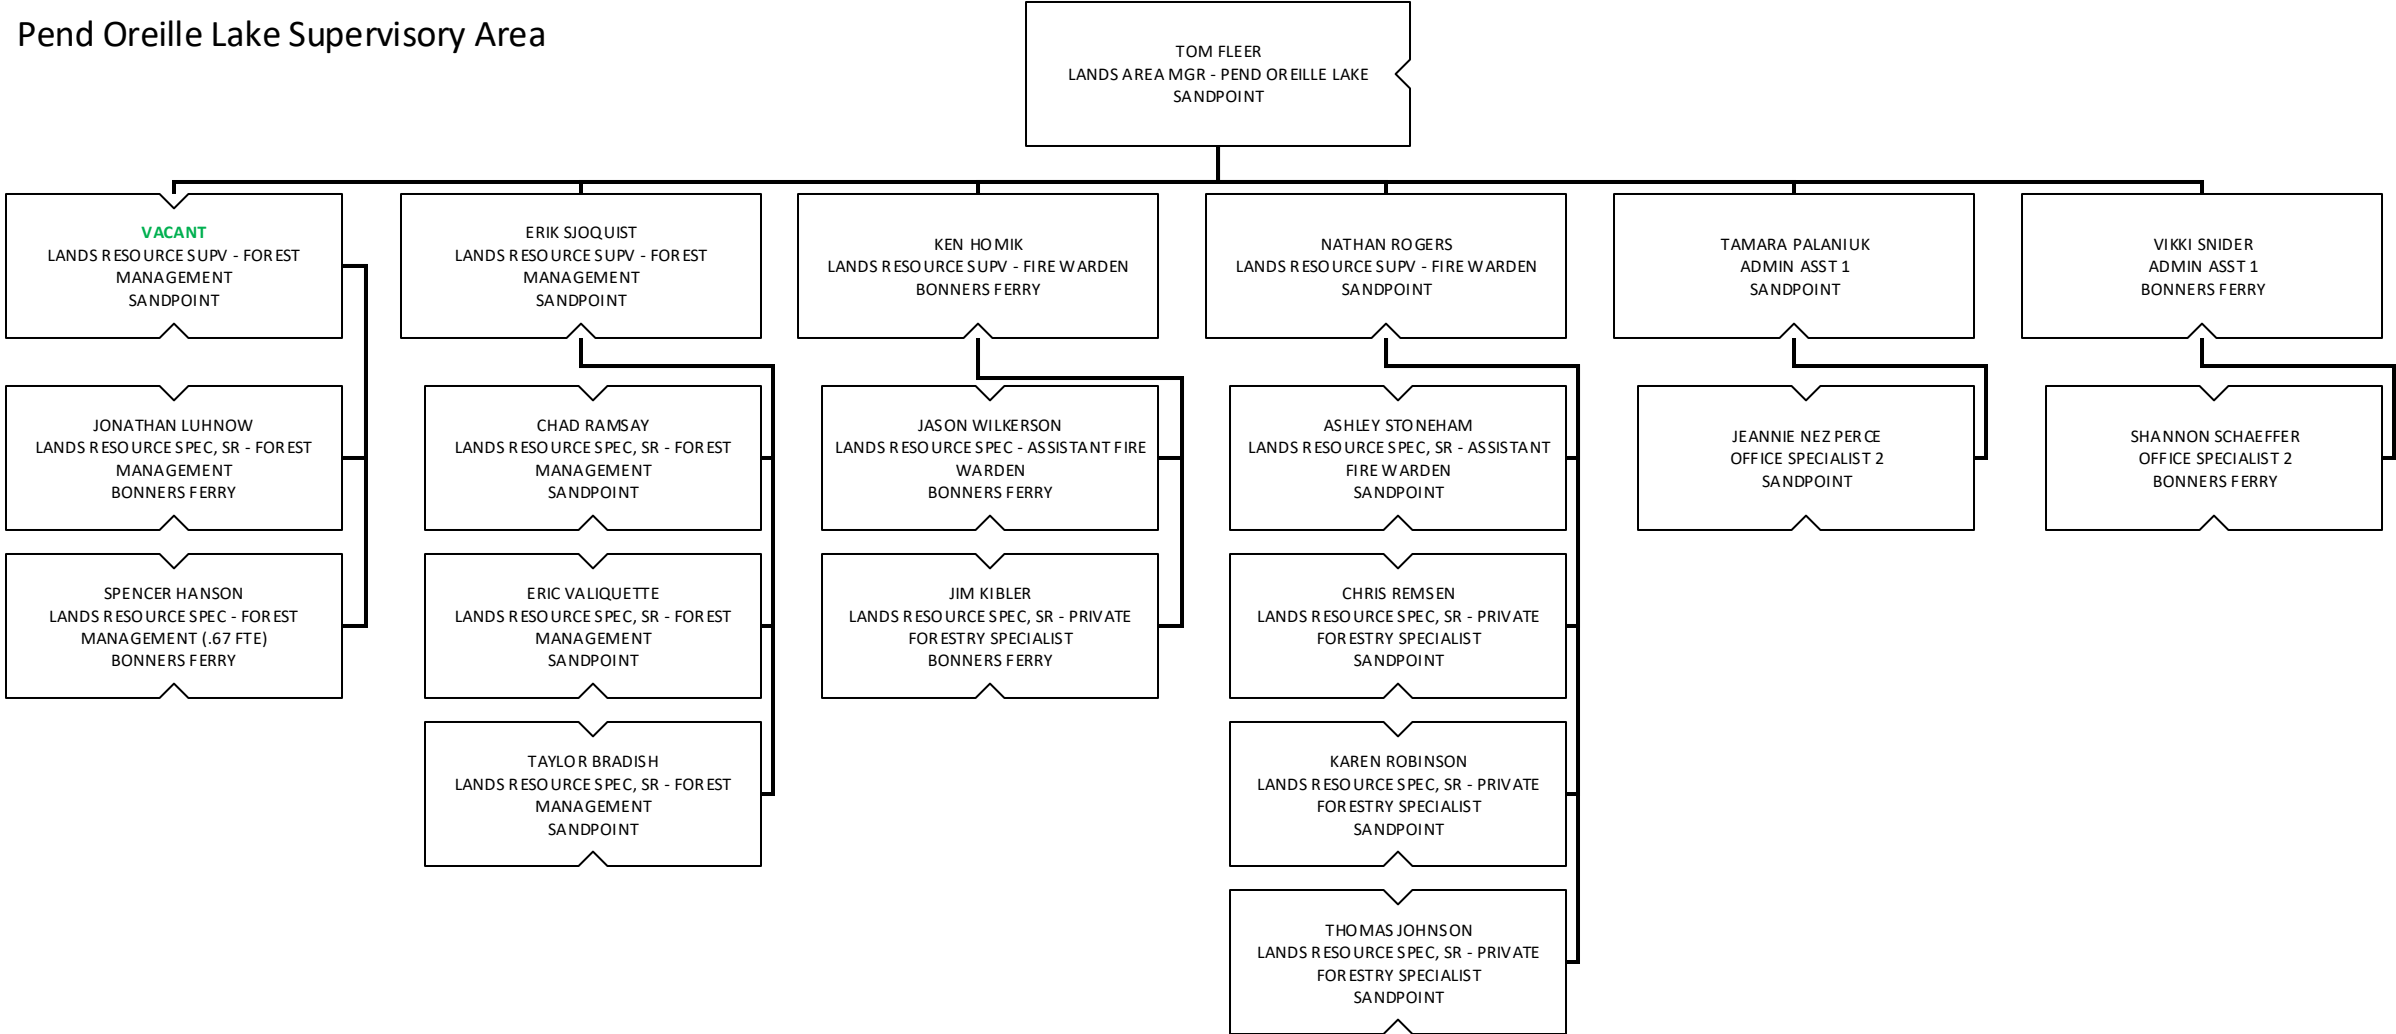 Pend Oreille Lake Supervisory Area
TOM FLEER
LANDS AREA MGR - PEND OREILLE LAKE
SANDPOINT
VACANT
LANDS RESOURCE SUPV - FOREST
MANAGEMENT
SANDPOINT
ERIK SJOQUIST
LANDS RESOURCE SUPV - FOREST
MANAGEMENT
SANDPOINT
KEN HOMIK
LANDS RESOURCE SUPV - FIRE WARDEN
BONNERS FERRY
NATHAN ROGERS
LANDS RESOURCE SUPV - FIRE WARDEN
SANDPOINT
TAMARA PALANIUK
ADMIN ASST 1
SANDPOINT
VIKKI SNIDER
ADMIN ASST 1
BONNERS FERRY
JONATHAN LUHNOW
LANDS RESOURCE SPEC, SR - FOREST
MANAGEMENT
BONNERS FERRY
CHAD RAMSAY
LANDS RESOURCE SPEC, SR - FOREST
MANAGEMENT
SANDPOINT
JASON WILKERSON
LANDS RESOURCE SPEC - ASSISTANT FIRE
WARDEN
BONNERS FERRY
ASHLEY STONEHAM
LANDS RESOURCE SPEC, SR - ASSISTANT
FIRE WARDEN
SANDPOINT
JEANNIE NEZ PERCE
OFFICE SPECIALIST 2
SANDPOINT
SHANNON SCHAEFFER
OFFICE SPECIALIST 2
BONNERS FERRY
SPENCER HANSON
LANDS RESOURCE SPEC - FOREST
MANAGEMENT (.67 FTE)
BONNERS FERRY
ERIC VALIQUETTE
LANDS RESOURCE SPEC, SR - FOREST
MANAGEMENT
SANDPOINT
JIM KIBLER
LANDS RESOURCE SPEC, SR - PRIVATE
FORESTRY SPECIALIST
BONNERS FERRY
CHRIS REMSEN
LANDS RESOURCE SPEC, SR - PRIVATE
FORESTRY SPECIALIST
SANDPOINT
TAYLOR BRADISH
LANDS RESOURCE SPEC, SR - FOREST
MANAGEMENT
SANDPOINT
KAREN ROBINSON
LANDS RESOURCE SPEC, SR - PRIVATE
FORESTRY SPECIALIST
SANDPOINT
THOMAS JOHNSON
LANDS RESOURCE SPEC, SR - PRIVATE
FORESTRY SPECIALIST
SANDPOINT